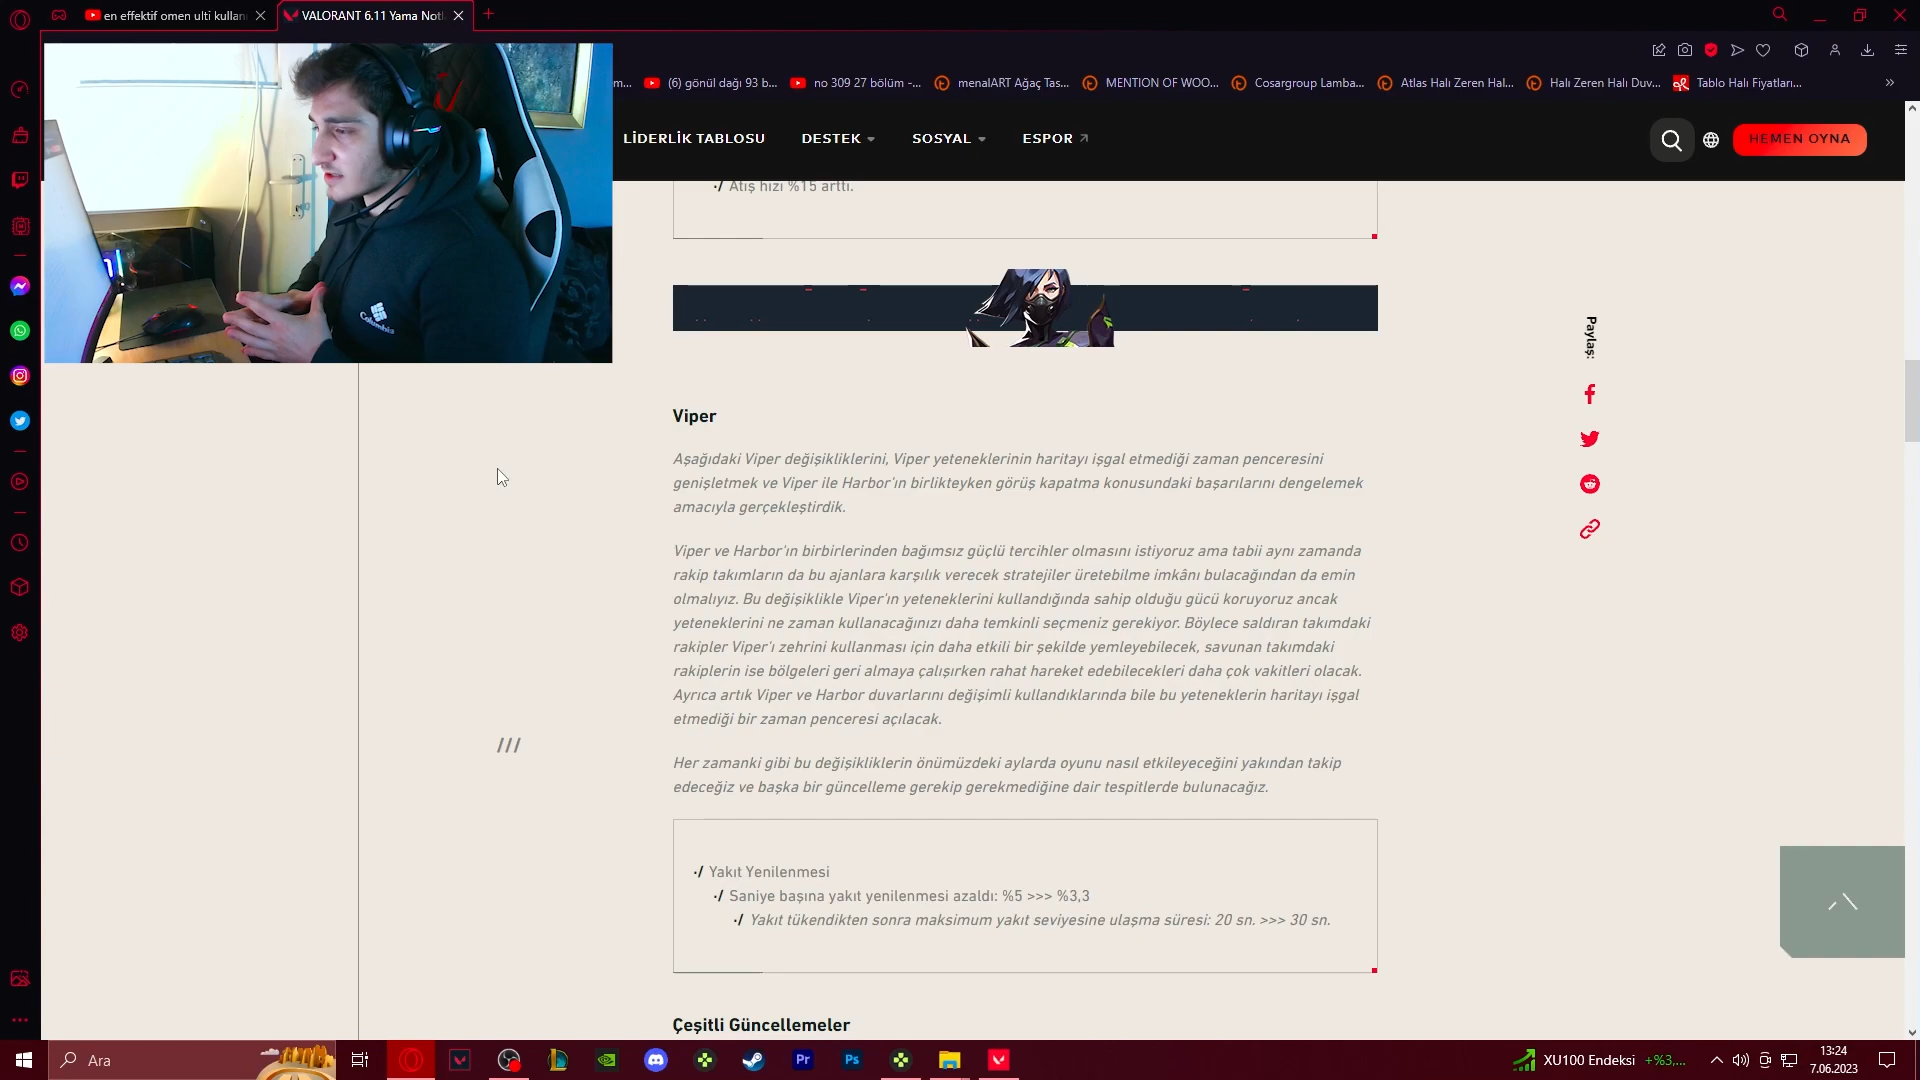 en effektif omen ulti kullan
VALORANT 6.11 Yama Notl
m...
(6) gönül dağı 93 b...
no 309 27 bölüm -...
menalART Ağaç Tas...
MENTION OF WOO...
Cosargroup Lamba...
Atlas Halı Zeren Hal...
Halı Zeren Halı Duv...
Tablo Halı Fiyatları...
LİDERLİK TABLOSU
DESTEK
SOSYAL
ESPOR
HEMEN OYNA
Atış hızı %15 arttı.
Columbia
Paylaş:
Viper
Aşağıdaki Viper değişikliklerini, Viper yeteneklerinin haritayı işgal etmediği zaman penceresini
genişletmek ve Viper ile Harbor'ın birlikteyken görüş kapatma konusundaki başarılarını dengelemek
amacıyla gerçekleştirdik.
Viper ve Harbor'ın birbirlerinden bağımsız güçlü tercihler olmasını istiyoruz ama tabii aynı zamanda
rakip takımların da bu ajanlara karşılık verecek stratejiler üretebilme imkânı bulacağından da emin
olmalıyız. Bu değişiklikle Viper'ın yeteneklerini kullandığında sahip olduğu gücü koruyoruz ancak
yeteneklerini ne zaman kullanacağınızı daha temkinli seçmeniz gerekiyor. Böylece saldıran takımdaki
rakipler Viper'ı zehrini kullanması için daha etkili bir şekilde yemleyebilecek, savunan takımdaki
rakiplerin ise bölgeleri geri almaya çalışırken rahat hareket edebilecekleri daha çok vakitleri olacak.
Ayrıca artık Viper ve Harbor duvarlarını değişimli kullandıklarında bile bu yeteneklerin haritayı işgal
etmediği bir zaman penceresi açılacak.
///
Her zamanki gibi bu değişikliklerin önümüzdeki aylarda oyunu nasıl etkileyeceğini yakından takip
edeceğiz ve başka bir güncelleme gerekip gerekmediğine dair tespitlerde bulunacağız.
Yakıt Yenilenmesi
Saniye başına yakıt yenilenmesi azaldı: %5 >>> %3,3
Yakıt tükendikten sonra maksimum yakıt seviyesine ulaşma süresi: 20 sn. >>> 30 sn.
Çeşitli Güncellemeler
Ara
Pr
Ps
XU100 Endeksi +%3,...
13:24
7.06.2023